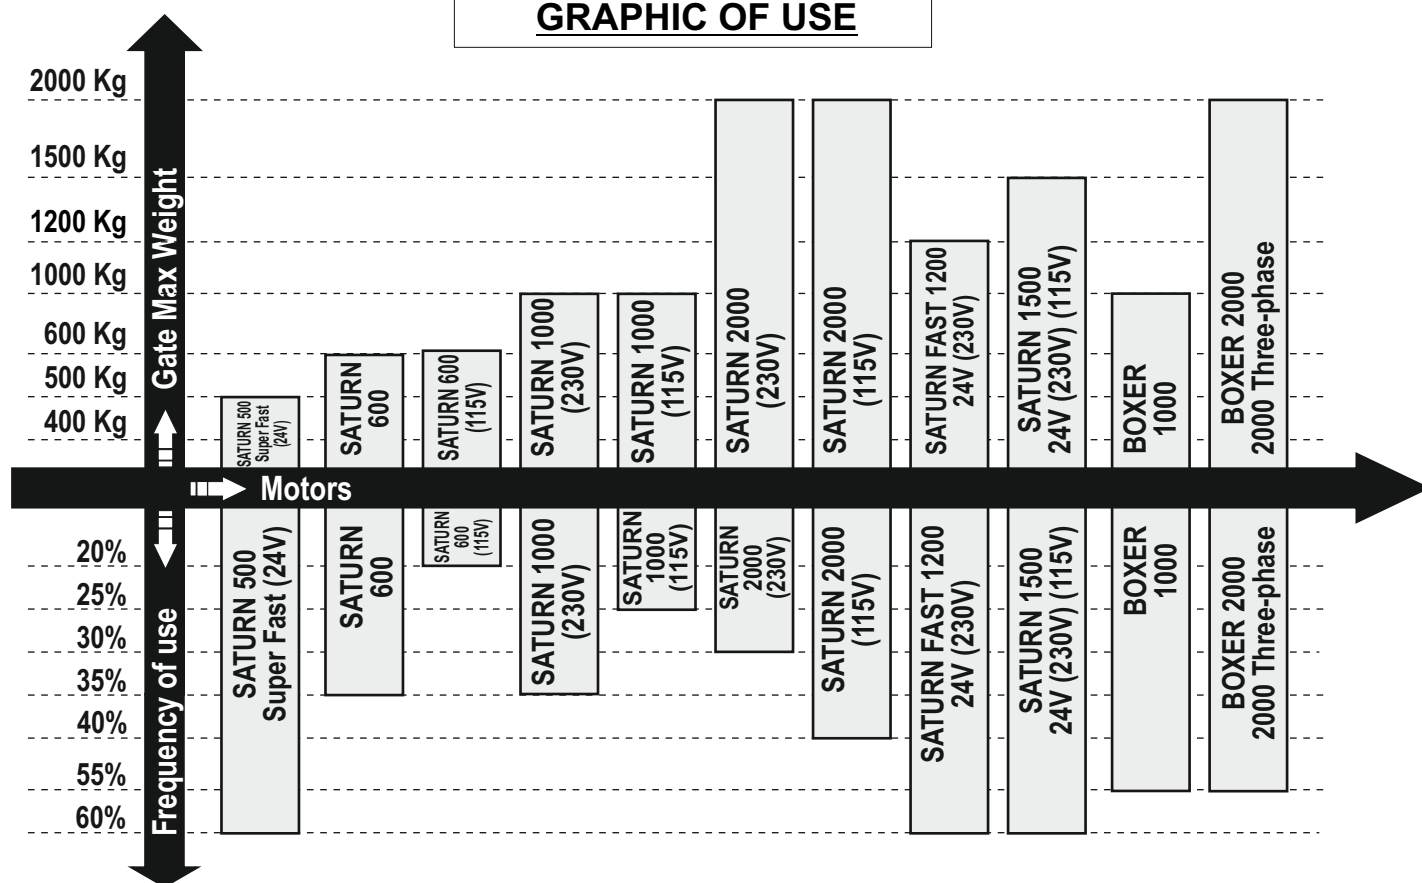 GRAPHIC OF USE
2000 Kg
1500 Kg
1200 Kg
1000 Kg
600 Kg
500 Kg
400 Kg
Gate Max Weight
SATURN 500
Super Fast
(24V)
SATURN
600
SATURN 600
(115V)
SATURN 1000
(230V)
SATURN 1000
(115V)
SATURN 2000
(230V)
SATURN 2000
(115V)
SATURN FAST 1200
24V (230V)
SATURN 1500
24V (230V) (115V)
BOXER
1000
BOXER 2000
2000 Three-phase
Motors
20%
25%
30%
35%
40%
55%
60%
Frequency of use
SATURN 500
Super Fast (24V)
SATURN
600
SATURN
600
(115V)
SATURN 1000
(230V)
SATURN
1000
(115V)
SATURN
2000
(230V)
SATURN 2000
(115V)
SATURN FAST 1200
24V (230V)
SATURN 1500
24V (230V) (115V)
BOXER
1000
BOXER 2000
2000 Three-phase